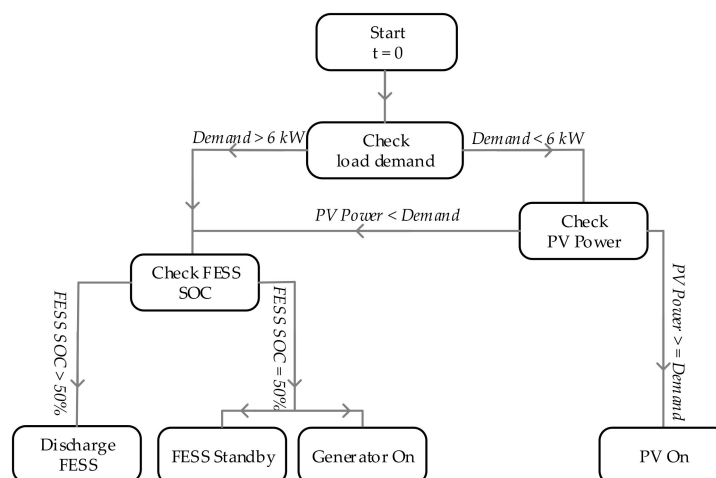 Start
t = 0
Demand > 6 kW
Check
load demand
Demand < 6 kW
PV Power < Demand
Check
PV Power
Check FESS
SOC
FESS SOC > 50%
FESS SOC = 50%
PV Power > = Demand
Discharge
FESS
FESS Standby
Generator On
PV On